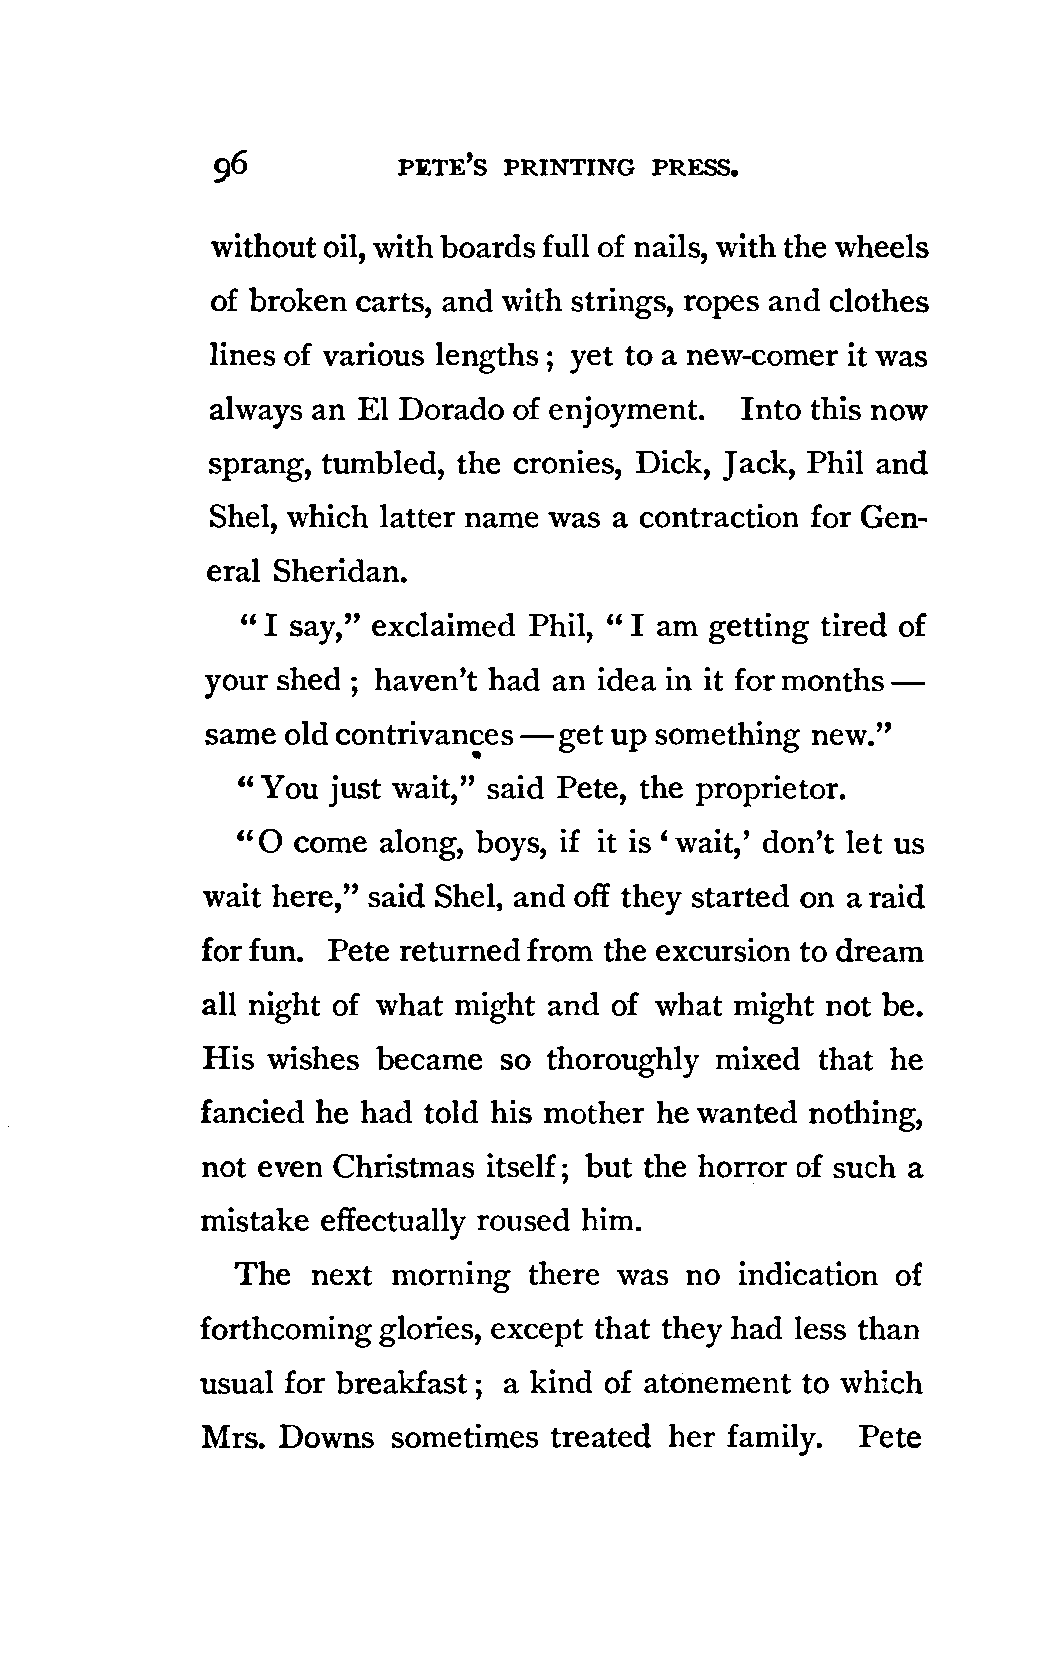 96 PETE'S PRINTING PRESS.
without oil, with boards full of nails, with the wheels
of broken carts, and with strings, ropes and clothes
lines of various lengths; yet to a new-comer it was
always an El Dorado of enjoyment. Into this now
sprang, tumbled, the cronies, Dick, Jack, Phil and
Shel, which latter name was a contraction for Gen-
eral Sheridan.
"I say," exclaimed Phil, "I am getting tired of
your shed; haven't had an idea in it for months—
same old contrivances—get up something new."
"You just wait," said Pete, the proprietor.
"O come along, boys, if it is 'wait,' don't let us
wait here," said Shel, and off they started on a raid
for fun. Pete returned from the excursion to dream
all night of what might and of what might not be.
His wishes became so thoroughly mixed that he
fancied he had told his mother he wanted nothing,
not even Christmas itself; but the horror of such a
mistake effectually roused him.
The next morning there was no indication of
forthcoming glories, except that they had less than
usual for breakfast; a kind of atonement to which
Mrs. Downs sometimes treated her family. Pete